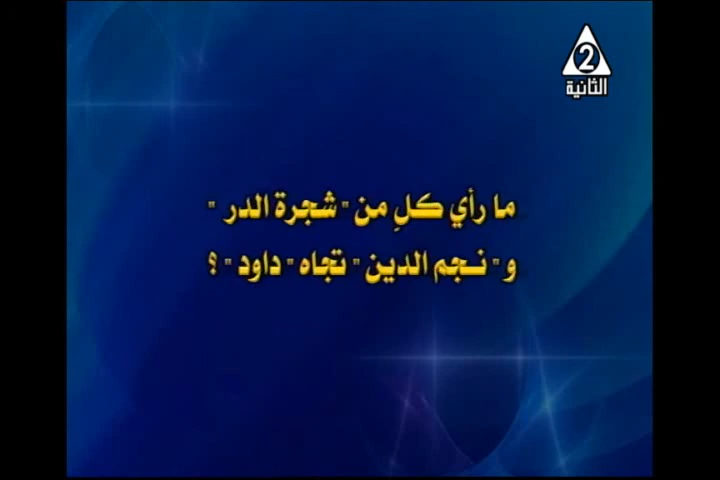 2
الثانية
ما رأي كلِ من " شجرة الدر "
و " نجم الدين " تجاه " داود " ؟